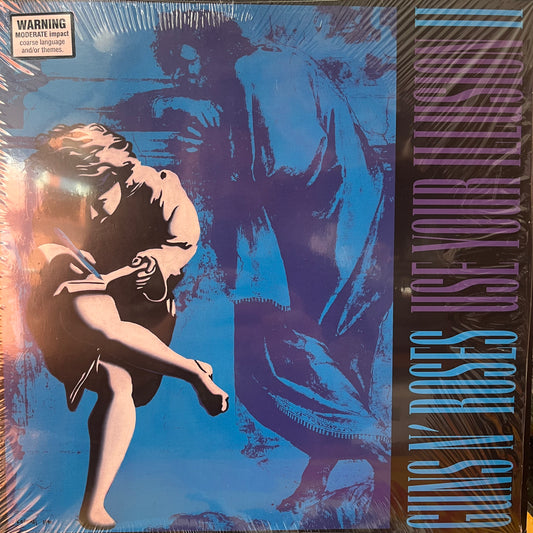 WARNING
MODERATE impact
coarse language
and/or themes.
GUNS N' ROSES USE YOUR ILLUSION II